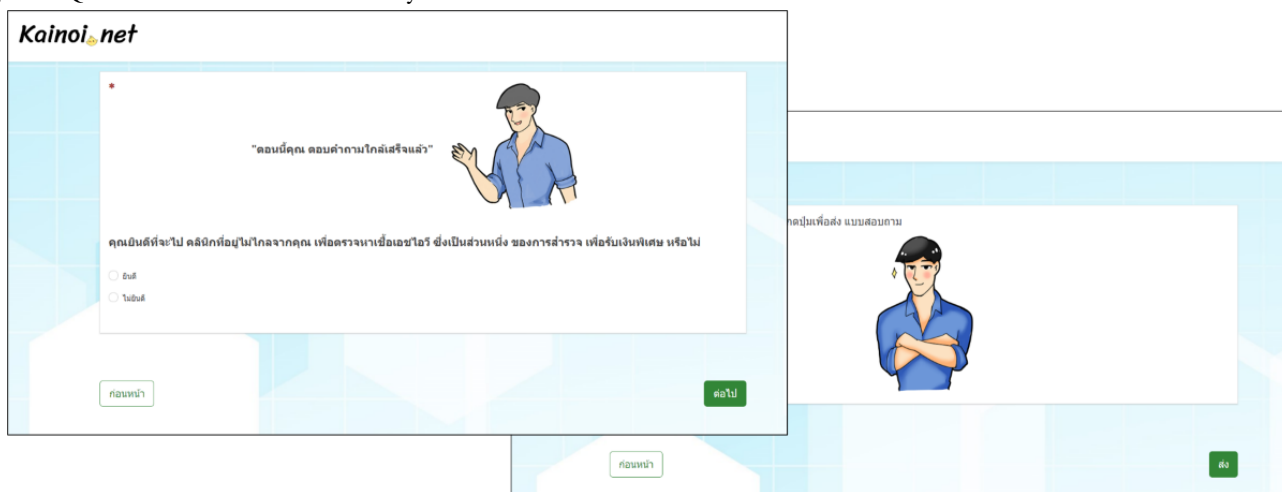 Kainoi net
*
"ตอนนี้คุณ ตอบคำถามใกล้เสร็จแล้ว"
คุณยินดีที่จะไป คลินิกที่อยู่ไม่ไกลจากคุณ เพื่อตรวจหาเชื้อเอชไอวี ซึ่งเป็นส่วนหนึ่ง ของการสำรวจ เพื่อรับเงินพิเศษ หรือไม่
ยินดี
ไม่ยินดี
ก่อนหน้า
ต่อไป
กดปุ่มเพื่อส่ง แบบสอบถาม
ก่อนหน้า
ส่ง